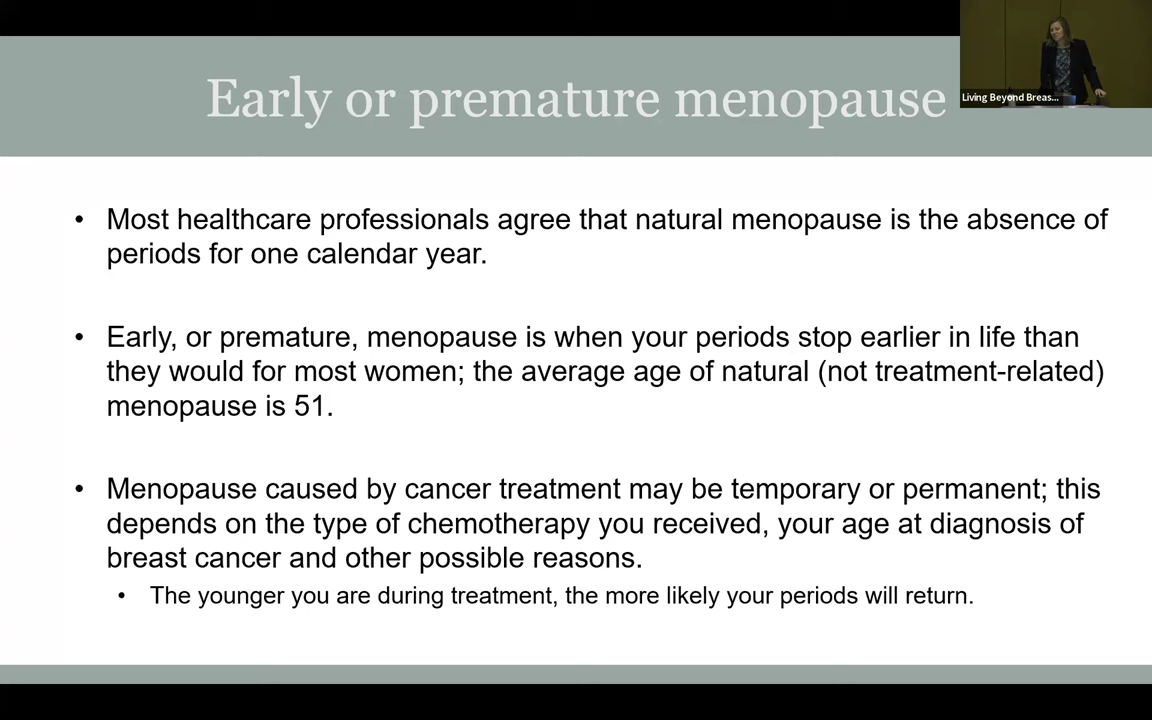 Early or premature menopause
Living Beyond Breas...
• Most healthcare professionals agree that natural menopause is the absence of
periods for one calendar year.
• Early, or premature, menopause is when your periods stop earlier in life than
they would for most women; the average age of natural (not treatment-related)
menopause is 51.
• Menopause caused by cancer treatment may be temporary or permanent; this
depends on the type of chemotherapy you received, your age at diagnosis of
breast cancer and other possible reasons.
• The younger you are during treatment, the more likely your periods will return.